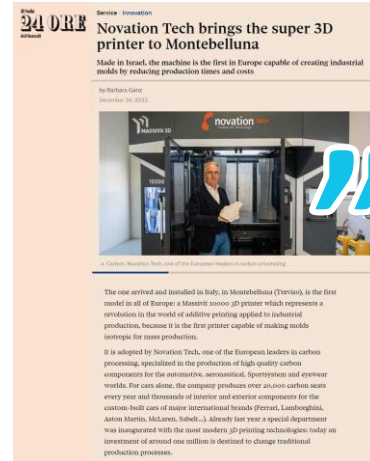 Il Sole
24 ORE
Service Innovation
Novation Tech brings the super 3D
printer to Montebelluna
Made in Israel, the machine is the first in Europe capable of creating industrial
molds by reducing production times and costs
by Barbara Ganz
MASSIVIT 3D
novation
10000
Carbon, Novation Tech, one of the European leaders in carbon processing
The one arrived and installed in Italy, in Montebelluna (Treviso), is the first
model in all of Europe: a Massivit 10000 3D printer which represents a
revolution in the world of additive printing applied to industrial
production, because it is the first printer capable of making molds
isotropic for mass production.
It is adopted by Novation Tech, one of the European leaders in carbon
processing, specialized in the production of high quality carbon
components for the automotive, aeronautical, Sportsystem and eyewear
worlds. For cars alone, the company produces over 20,000 carbon seats
every year and thousands of interior and exterior components for the
custom-built cars of major international brands (Ferrari, Lamborghini,
Aston Martin, McLaren, Sabelt...). Already last year a special department
was inaugurated with the most modern 3D printing technologies: today an
investment of around one million is destined to change traditional
production processes.